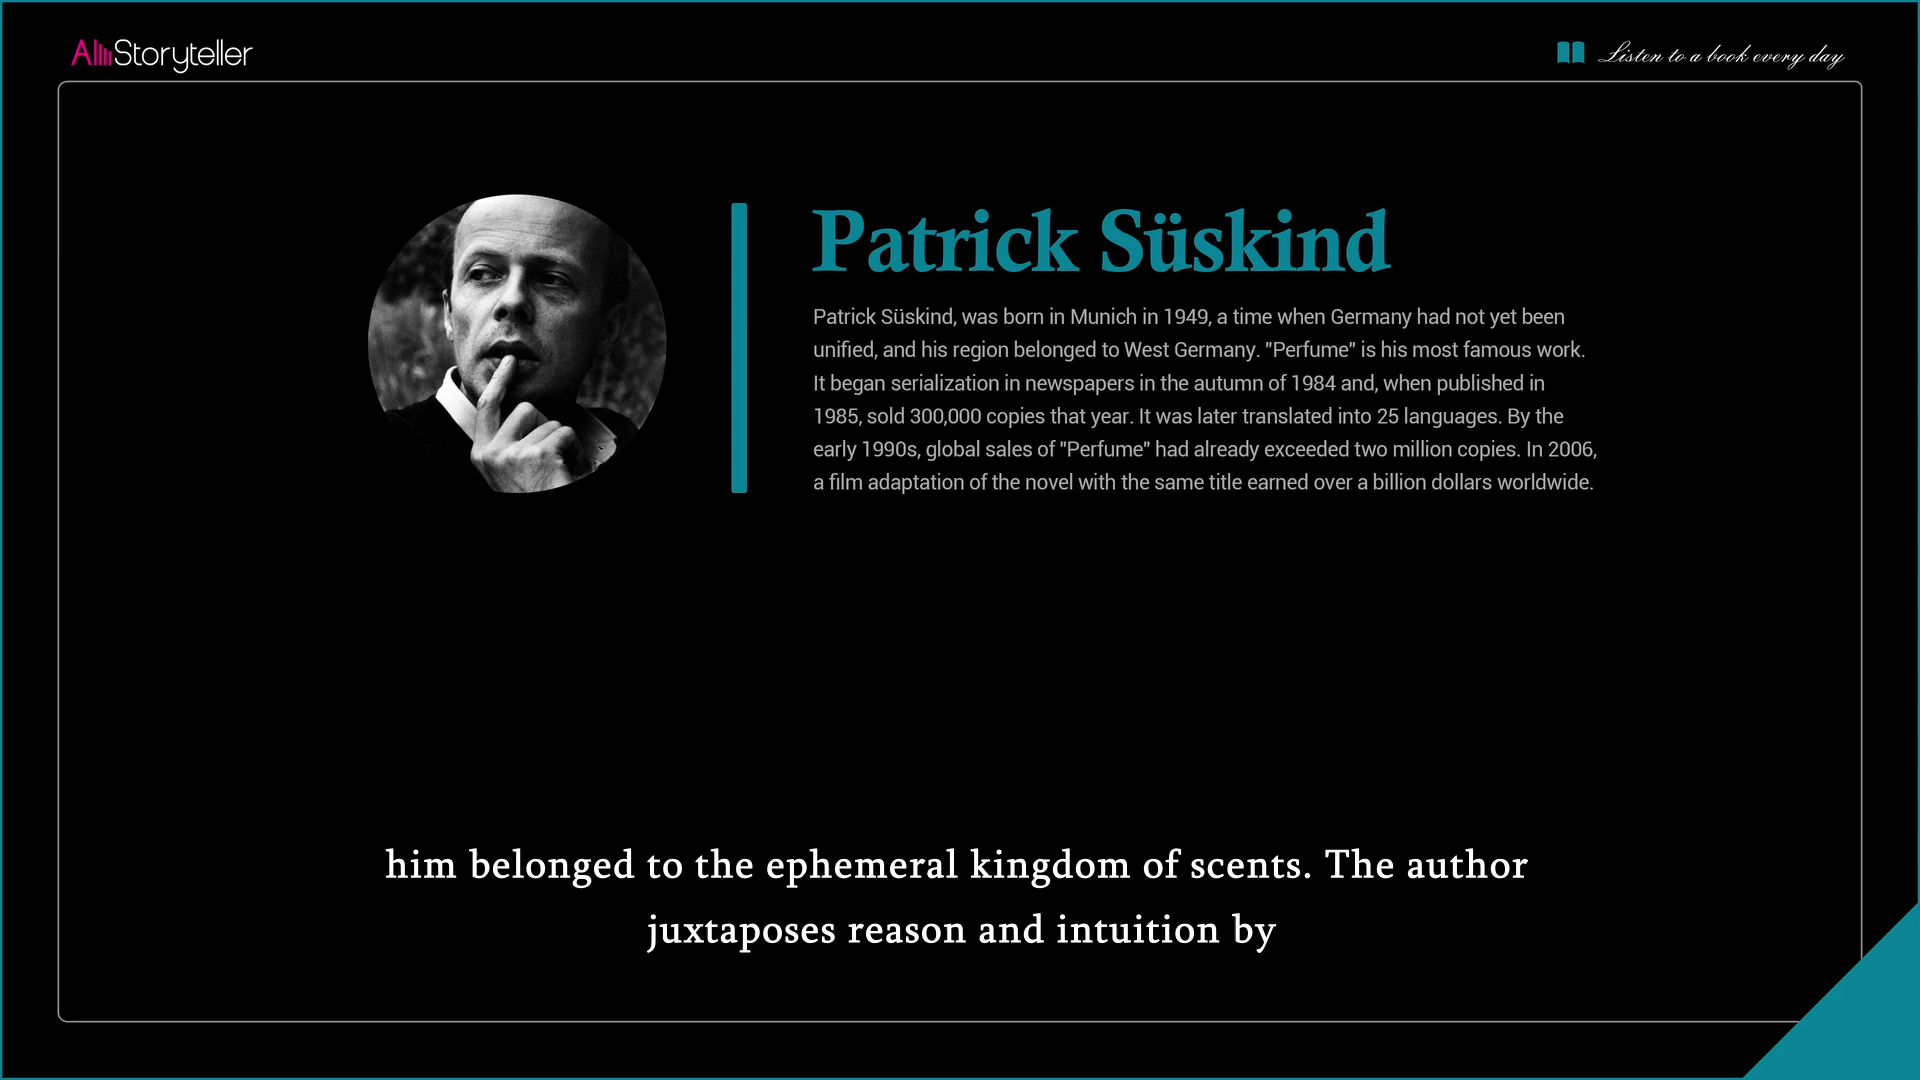 AllStoryteller
Listen to a book every day
Patrick Süskind
Patrick Süskind, was born in Munich in 1949, a time when Germany had not yet been
unified, and his region belonged to West Germany. "Perfume" is his most famous work.
It began serialization in newspapers in the autumn of 1984 and, when published in
1985, sold 300,000 copies that year. It was later translated into 25 languages. By the
early 1990s, global sales of "Perfume" had already exceeded two million copies. In 2006,
a film adaptation of the novel with the same title earned over a billion dollars worldwide.
him belonged to the ephemeral kingdom of scents. The author
juxtaposes reason and intuition by